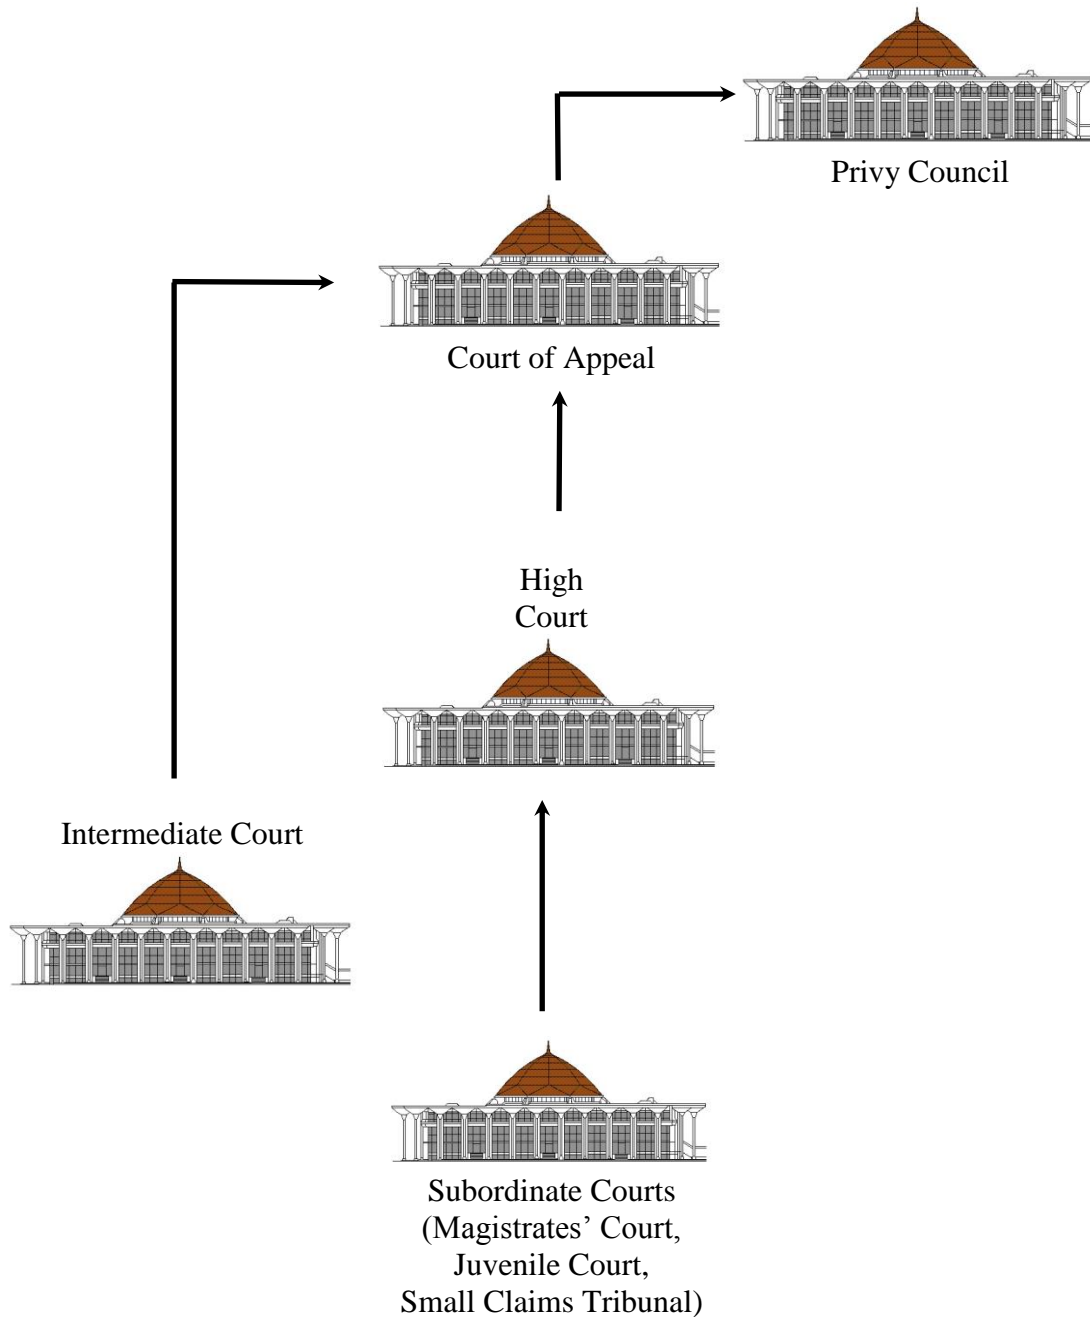 Privy Council
Court of Appeal
High
Court
Intermediate Court
Subordinate Courts
(Magistrates’ Court,
Juvenile Court,
Small Claims Tribunal)